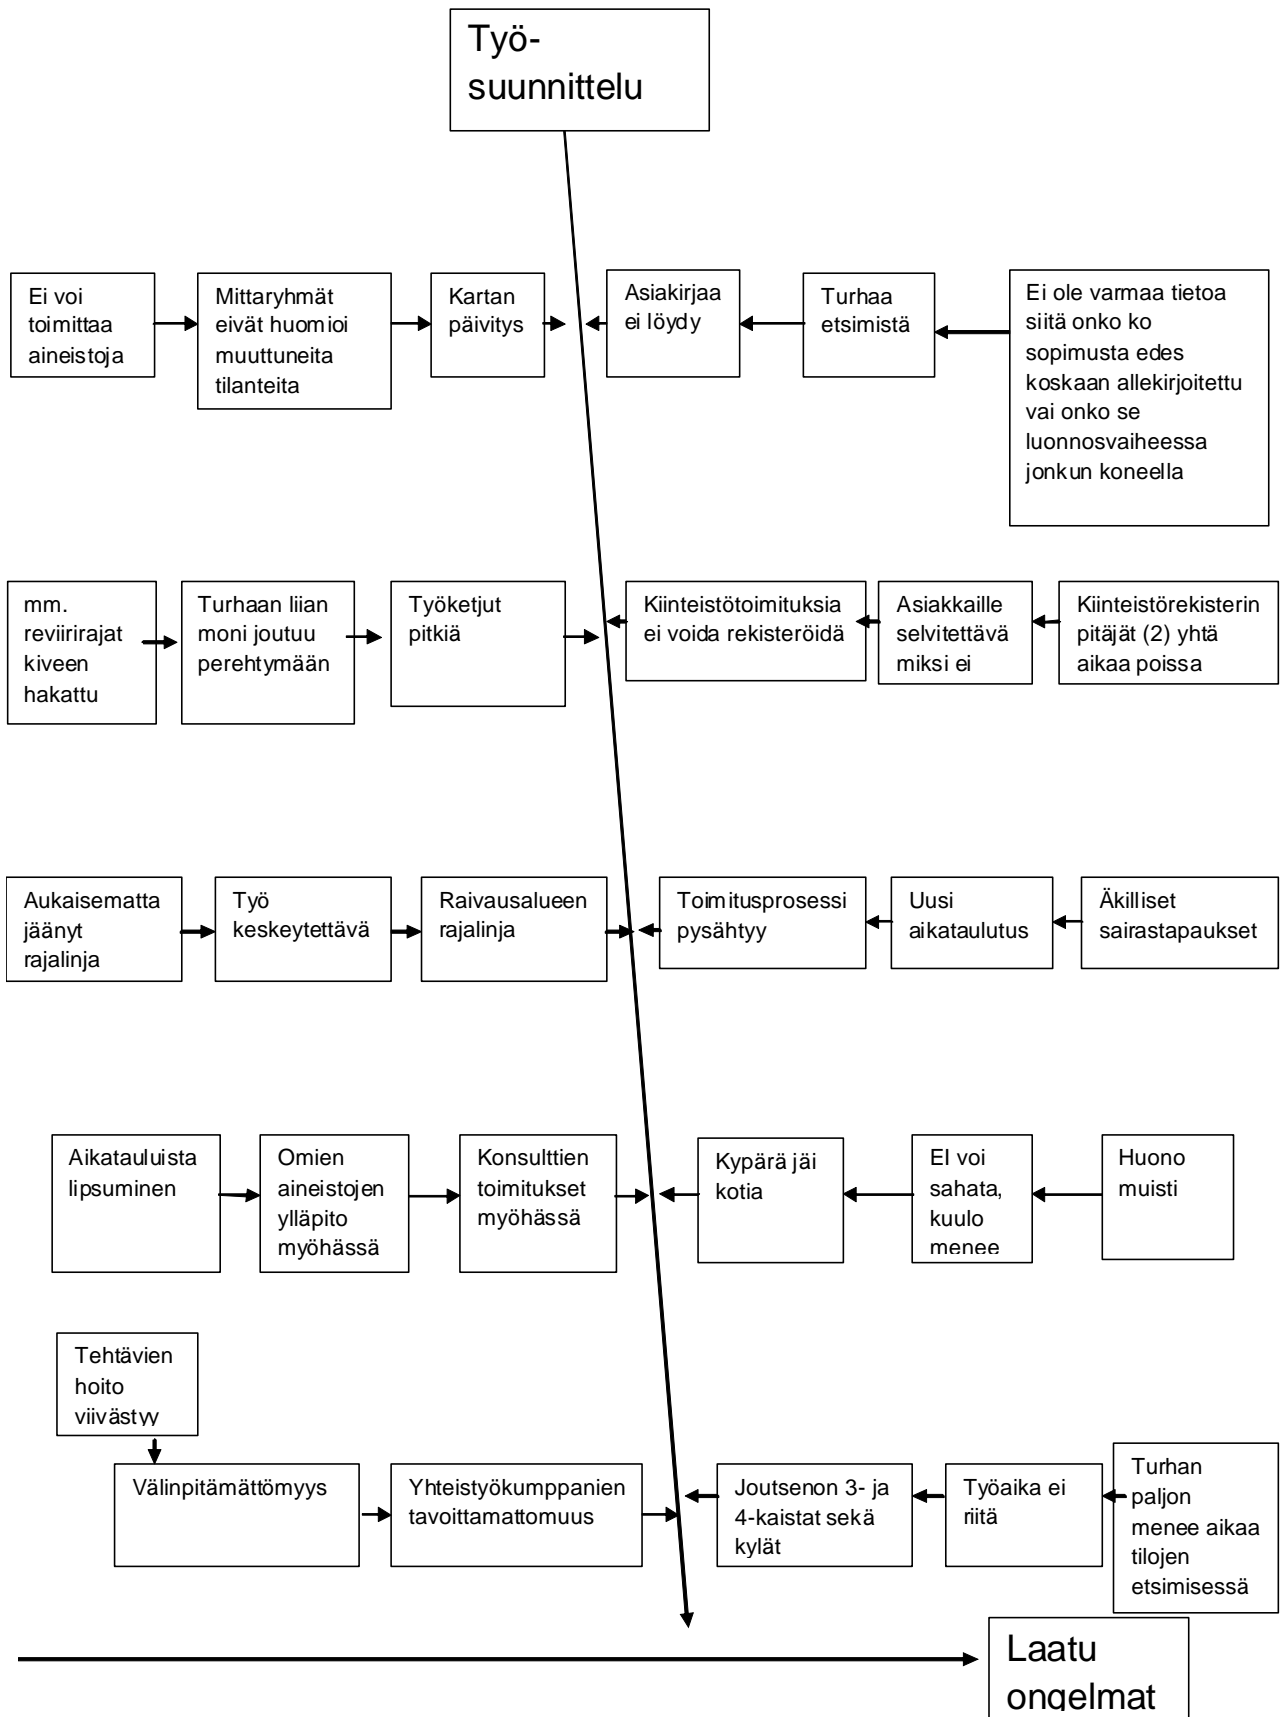 Työ-
suunnittelu
Ei voi
toimittaa
aineistoja
Mittaryhmät
eivät huomioi
muuttuneita
tilanteita
Kartan
päivitys
Asiakirjaa
ei löydy
Turhaa
etsimistä
Ei ole varmaa tietoa
siitä onko ko
sopimusta edes
koskaan allekirjoitettu
vai onko se
luonnosvaiheessa
jonkun koneella
mm.
reviirirajat
kiveen
hakattu
Turhaan liian
moni joutuu
perehtymään
Työketjut
pitkiä
Kiinteistötoimituksia
ei voida rekisteröidä
Asiakkaille
selvitettävä
miksi ei
Kiinteistörekisterin
pitäjät (2) yhtä
aikaa poissa
Aukaisematta
jäänyt
rajalinja
Työ
keskeytettävä
Raivausalueen
rajalinja
Toimitusprosessi
pysähtyy
Uusi
aikataulutus
Äkilliset
sairastapaukset
Aikatauluista
lipsuminen
Omien
aineistojen
ylläpito
myöhässä
Konsulttien
toimitukset
myöhässä
Kypärä jäi
kotia
EI voi
sahata,
kuulo
menee
Huono
muisti
Tehtävien
hoito
viivästyy
Välinpitämättömyys
Yhteistyökumppanien
tavoittamattomuus
Joutsenon 3- ja
4-kaistat sekä
kylät
Työaika ei
riitä
Turhan
paljon
menee aikaa
tilojen
etsimisessä
Laatu
ongelmat